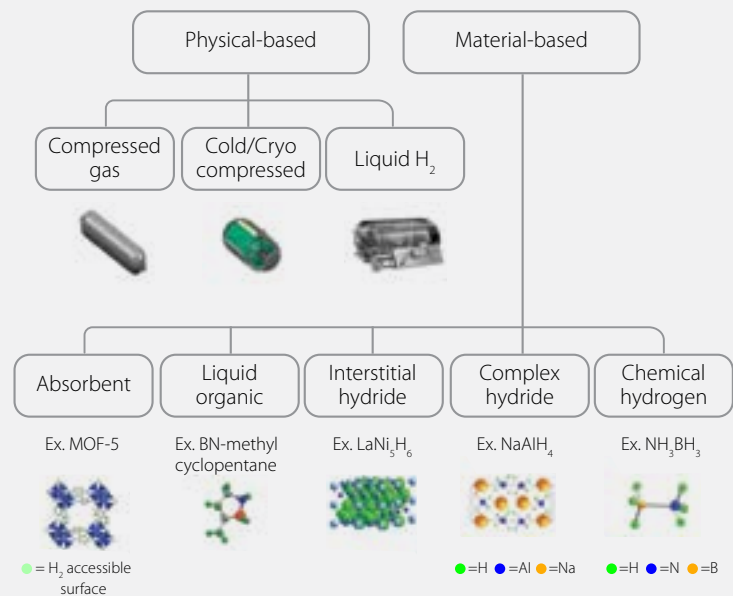 Physical-based
Material-based
Compressed
gas
Cold/Cryo
compressed
Liquid H₂
Absorbent
Liquid
organic
Interstitial
hydride
Complex
hydride
Chemical
hydrogen
Ex. MOF-5
Ex. BN-methyl
cyclopentane
Ex. LaNi₅H₆
Ex. NaAlH₄
Ex. NH₃BH₃
= H₂ accessible
surface
=H =Al =Na
=H =N =B